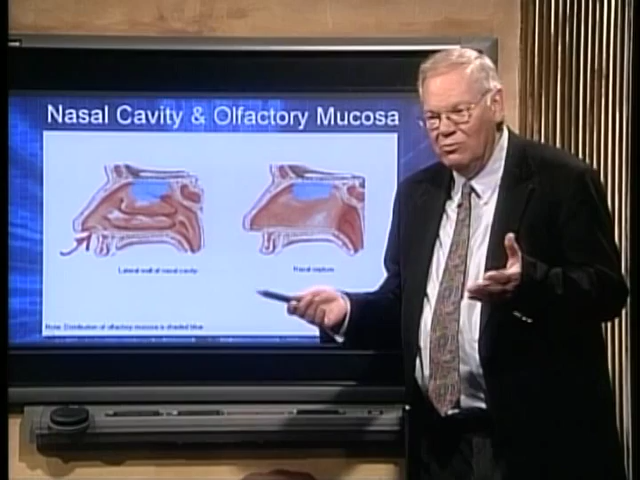 Nasal Cavity & Olfactory Mucosa
Lateral wall of nasal cavity
Nasal septum
Note: Distribution of olfactory mucosa is shaded blue